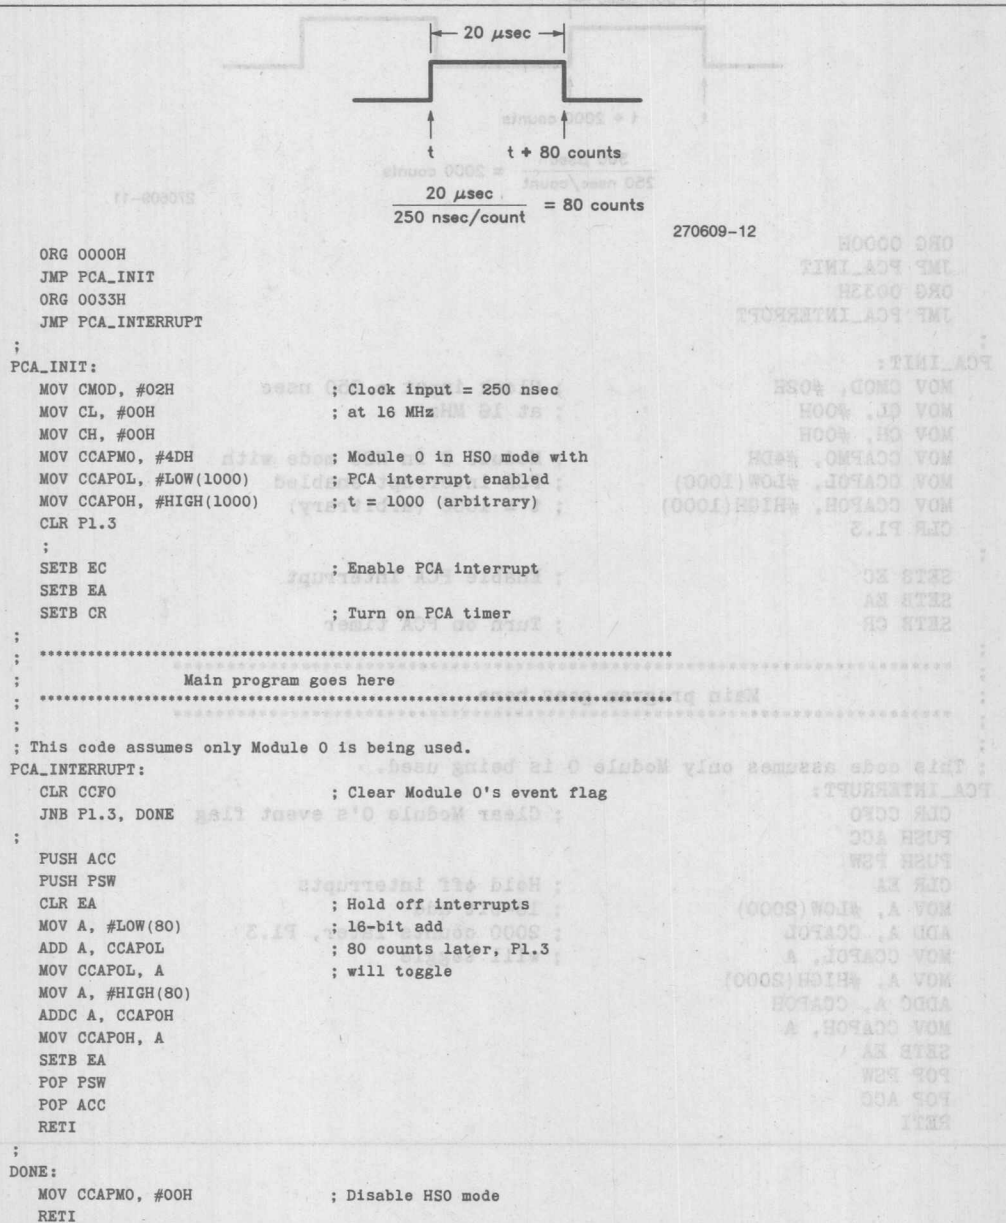 20 μsec
t t + 80 counts
20 μsec / 250 nsec/count = 80 counts
270609-12
ORG 0000H
JMP PCA_INIT
ORG 0033H
JMP PCA_INTERRUPT
;
PCA_INIT:
MOV CMOD, #02H ; Clock input = 250 nsec
MOV CL, #00H ; at 16 MHz
MOV CH, #00H
MOV CCAPM0, #4DH ; Module 0 in HSO mode with
MOV CCAP0L, #LOW(1000) ; PCA interrupt enabled
MOV CCAP0H, #HIGH(1000) ; t = 1000 (arbitrary)
CLR P1.3
;
SETB EC ; Enable PCA interrupt
SETB EA
SETB CR ; Turn on PCA timer
;
; *******************************************************************************
; Main program goes here
; *******************************************************************************
;
; This code assumes only Module 0 is being used.
PCA_INTERRUPT:
CLR CCF0 ; Clear Module 0's event flag
JNB P1.3, DONE
;
PUSH ACC
PUSH PSW
CLR EA ; Hold off interrupts
MOV A, #LOW(80) ; 16-bit add
ADD A, CCAP0L ; 80 counts later, P1.3
MOV CCAP0L, A ; will toggle
MOV A, #HIGH(80)
ADDC A, CCAP0H
MOV CCAP0H, A
SETB EA
POP PSW
POP ACC
RETI
;
DONE:
MOV CCAPM0, #00H ; Disable HSO mode
RETI